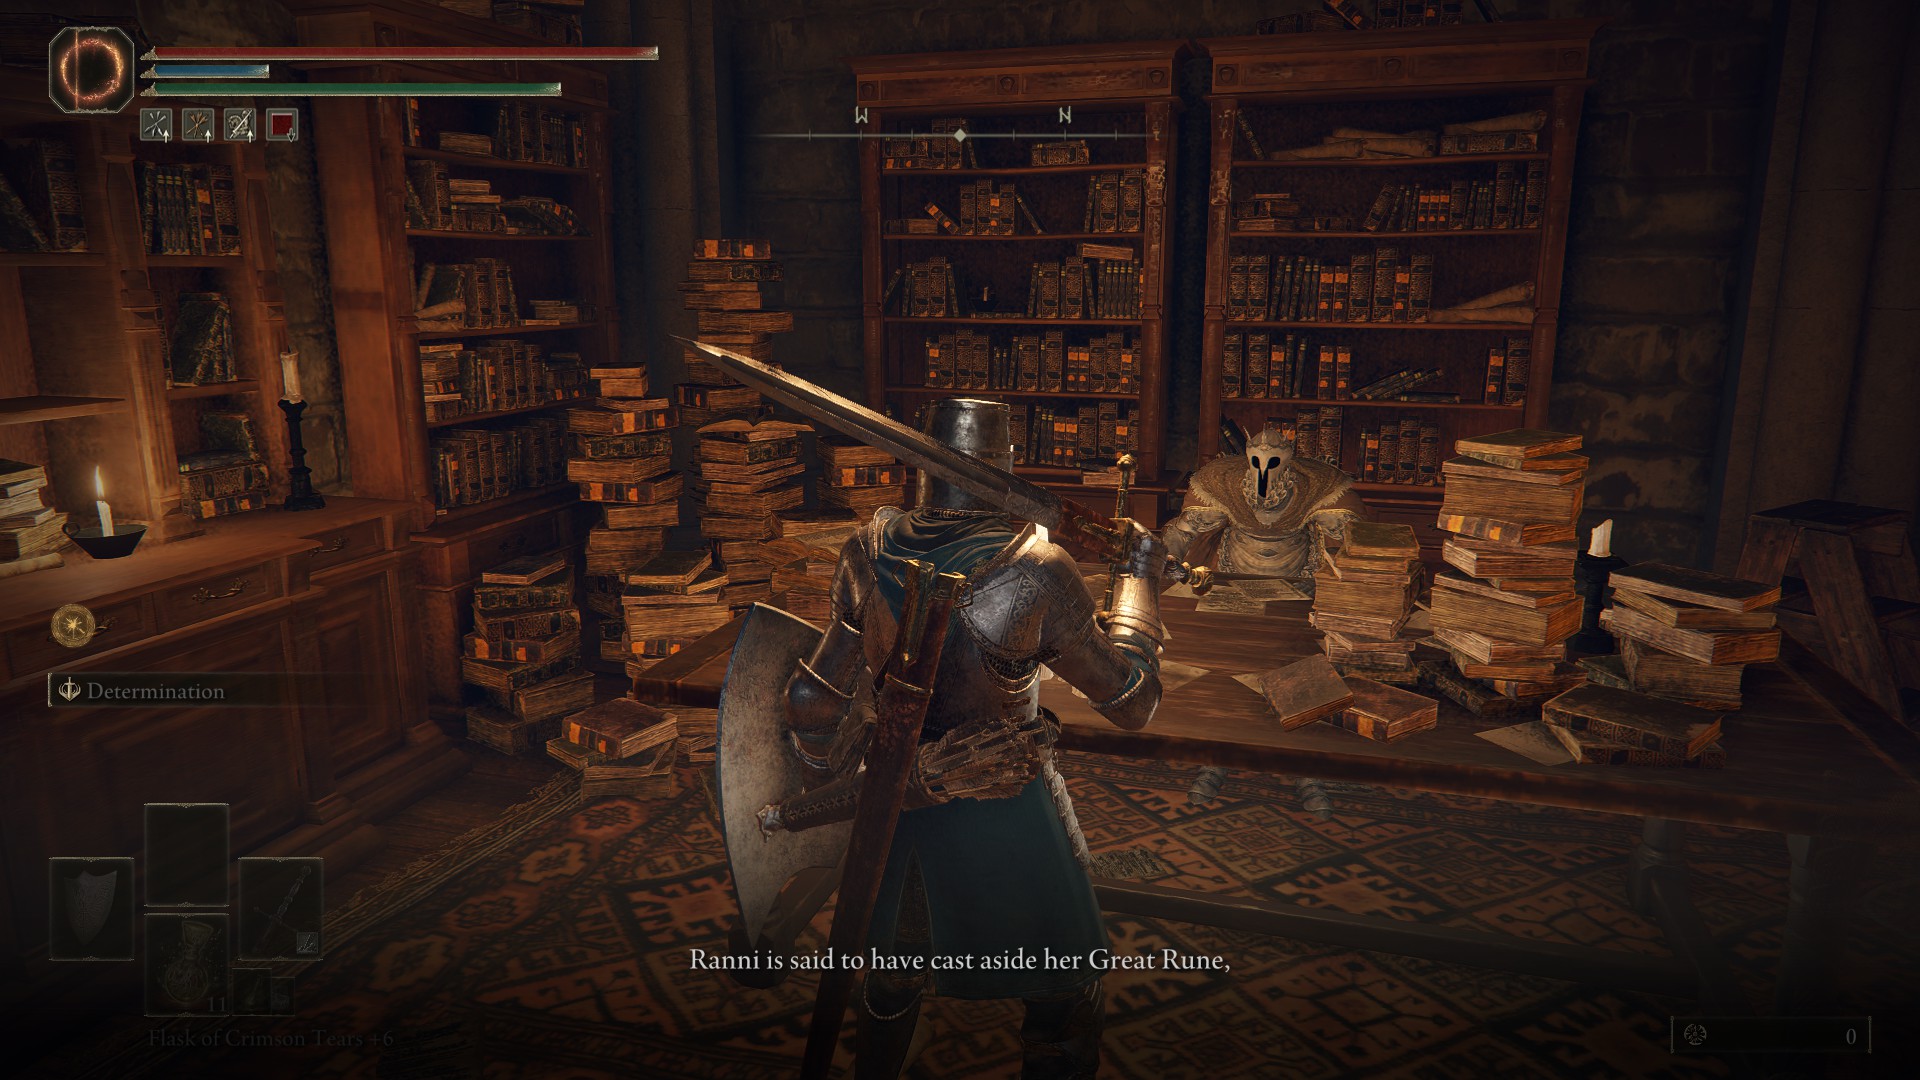 W N
Determination
11
Flask of Crimson Tears +6
Ranni is said to have cast aside her Great Rune,
0